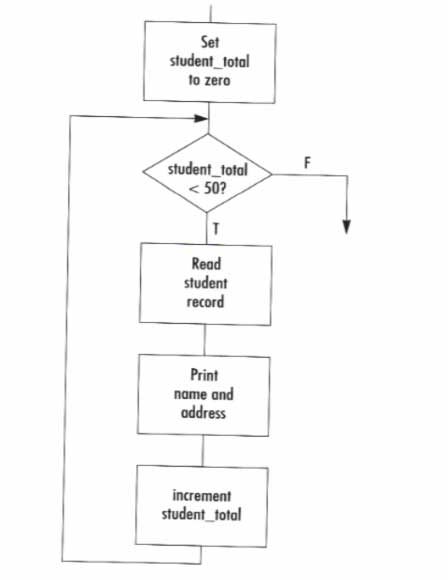 Set
student_total
to zero
student_total
< 50?
F
T
Read
student
record
Print
name and
address
increment
student_total